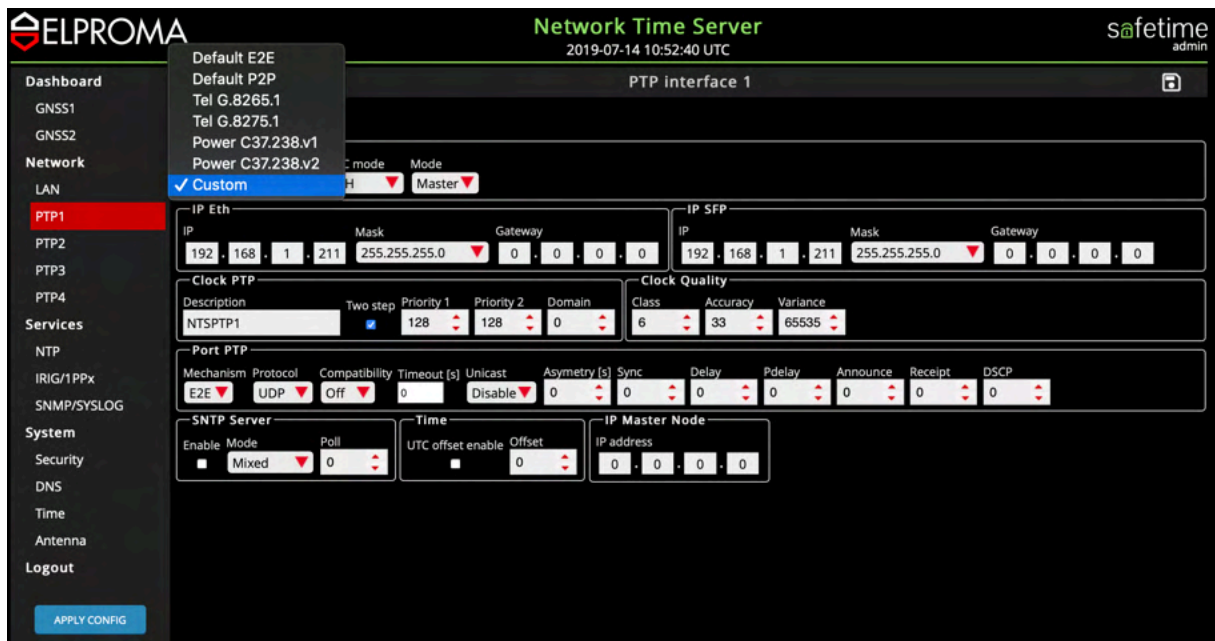 ELPROMA
Network Time Server
2019-07-14 10:52:40 UTC
safetime
admin
Dashboard
GNSS1
GNSS2
Network
LAN
PTP1
PTP2
PTP3
PTP4
Services
NTP
IRIG/1PPx
SNMP/SYSLOG
System
Security
DNS
Time
Antenna
Logout
APPLY CONFIG
PTP interface 1
Default E2E
Default P2P
Tel G.8265.1
Tel G.8275.1
Power C37.238.v1
Power C37.238.v2
✓ Custom
C mode Mode
H Master
IP Eth
IP Mask Gateway
192 . 168 . 1 . 211 255.255.255.0 0 . 0 . 0 . 0
IP SFP
IP Mask Gateway
192 . 168 . 1 . 211 255.255.255.0 0 . 0 . 0 . 0
Clock PTP
Description Two step Priority 1 Priority 2 Domain
NTSPTP1 128 128 0
Clock Quality
Class Accuracy Variance
6 33 65535
Port PTP
Mechanism Protocol Compatibility Timeout [s] Unicast Asymetry [s] Sync Delay Pdelay Announce Receipt DSCP
E2E UDP Off 0 Disable 0 0 0 0 0 0 0
SNTP Server
Enable Mode Poll
Mixed 0
Time
UTC offset enable Offset
0
IP Master Node
IP address
0 . 0 . 0 . 0